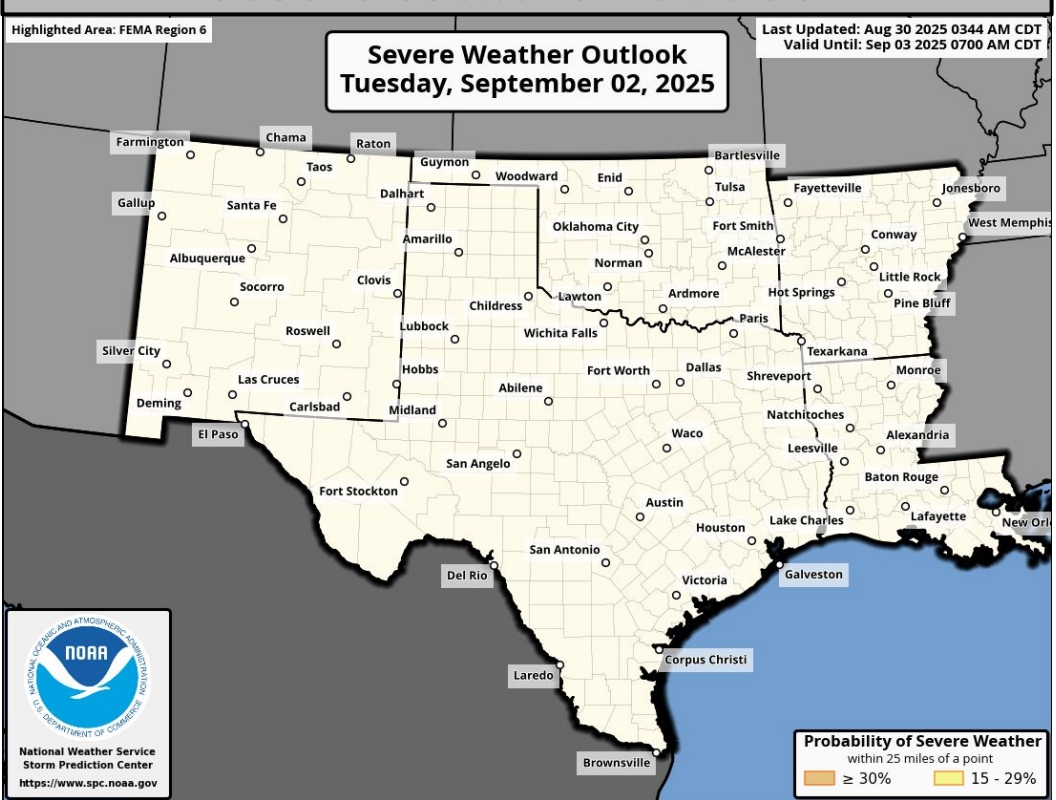 Highlighted Area: FEMA Region 6
Last Updated: Aug 30 2025 0344 AM CDT
Valid Until: Sep 03 2025 0700 AM CDT
Severe Weather Outlook
Tuesday, September 02, 2025
Farmington
Chama
Raton
Taos
Guymon
Woodward
Enid
Bartlesville
Tulsa
Fayetteville
Jonesboro
Gallup
Santa Fe
Dalhart
Amarillo
Oklahoma City
Fort Smith
West Memphis
Albuquerque
Norman
McAlester
Conway
Socorro
Clovis
Childress
Lawton
Ardmore
Hot Springs
Little Rock
Pine Bluff
Roswell
Lubbock
Wichita Falls
Paris
Texarkana
Silver City
Las Cruces
Hobbs
Abilene
Fort Worth
Dallas
Shreveport
Monroe
Deming
Carlsbad
Midland
Natchitoches
El Paso
San Angelo
Waco
Leesville
Alexandria
Fort Stockton
Baton Rouge
Austin
Houston
Lake Charles
Lafayette
New Orl
Del Rio
San Antonio
Victoria
Galveston
Laredo
Corpus Christi
Brownsville
NATIONAL OCEANIC AND ATMOSPHERIC ADMINISTRATION
NOAA
U.S. DEPARTMENT OF COMMERCE
National Weather Service
Storm Prediction Center
https://www.spc.noaa.gov
Probability of Severe Weather
within 25 miles of a point
≥ 30%
15 - 29%